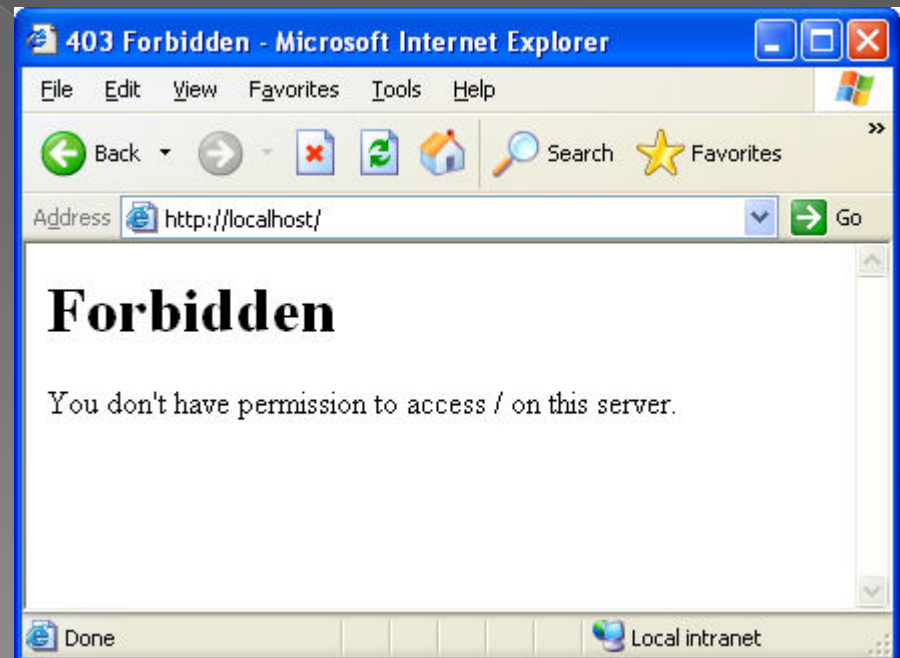 403 Forbidden - Microsoft Internet Explorer
File Edit View Favorites Tools Help
Back Search Favorites »
Address http://localhost/ Go
Forbidden
You don't have permission to access / on this server.
Done Local intranet